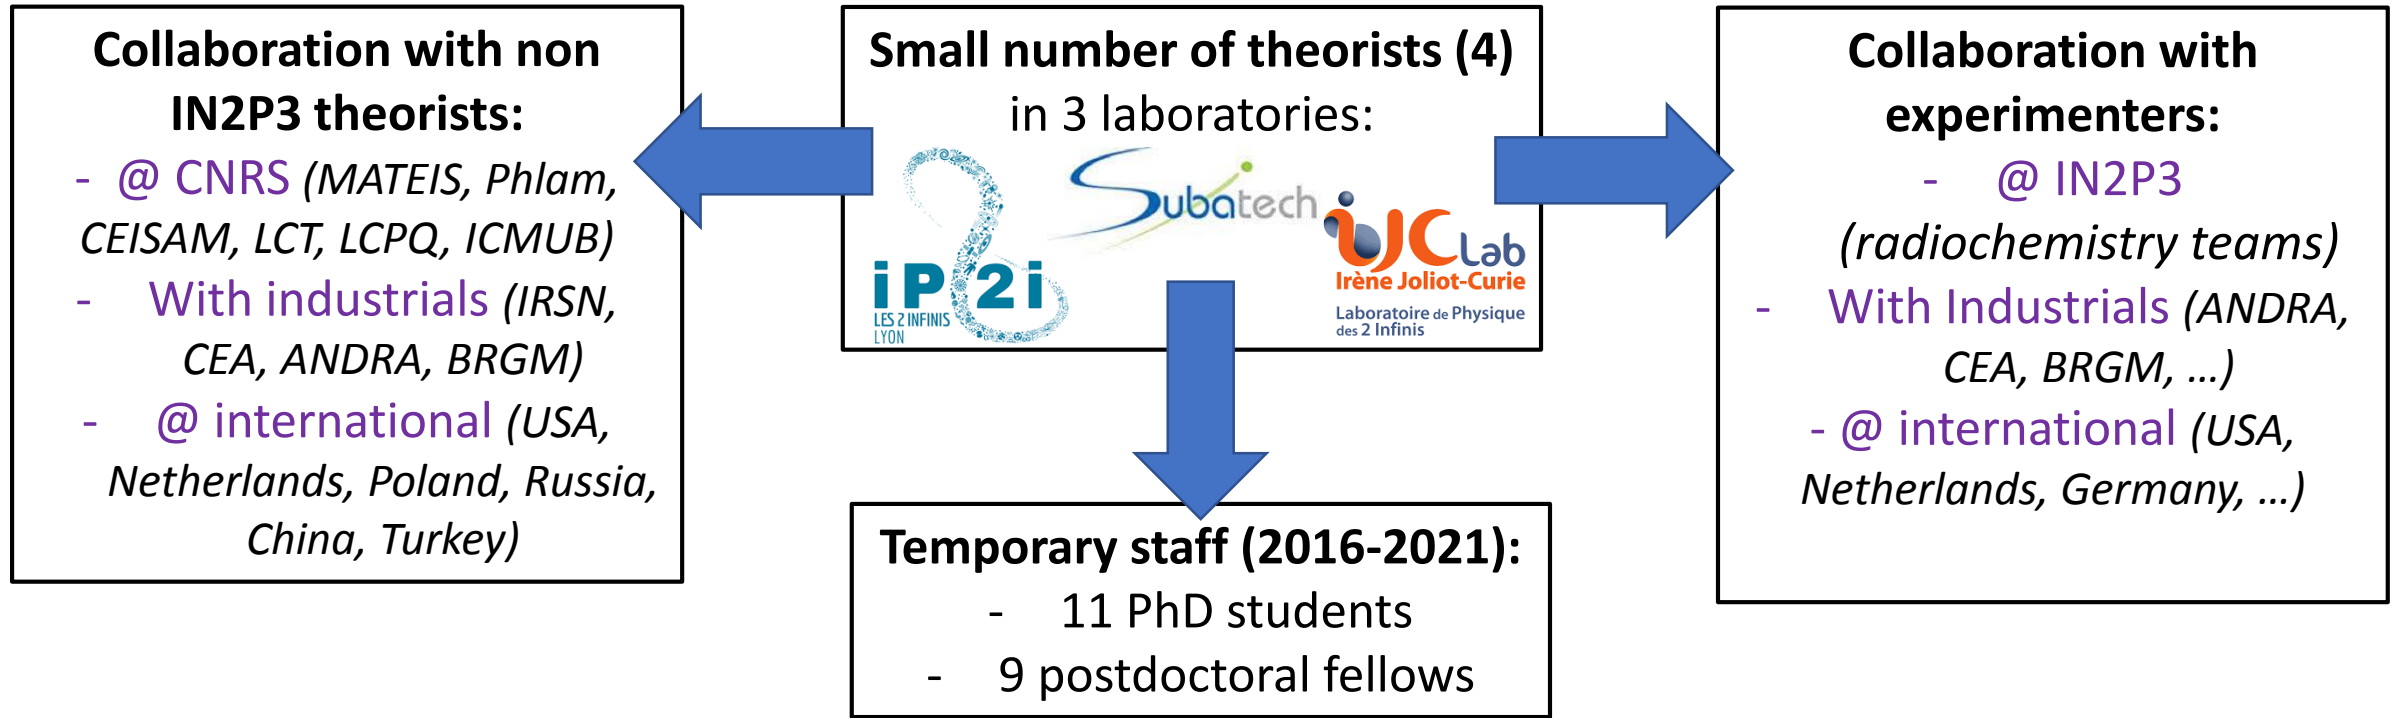 Collaboration with non
IN2P3 theorists:
- @ CNRS (MATEIS, Phlam,
CEISAM, LCT, LCPQ, ICMUB)
- With industrials (IRSN,
CEA, ANDRA, BRGM)
- @ international (USA,
Netherlands, Poland, Russia,
China, Turkey)
Small number of theorists (4)
in 3 laboratories:
iP2i
LES 2 INFINIS
LYON
Subatech
iJCLab
Irène Joliot-Curie
Laboratoire de Physique
des 2 Infinis
Temporary staff (2016-2021):
- 11 PhD students
- 9 postdoctoral fellows
Collaboration with
experimenters:
- @ IN2P3
(radiochemistry teams)
- With Industrials (ANDRA,
CEA, BRGM, …)
- @ international (USA,
Netherlands, Germany, …)